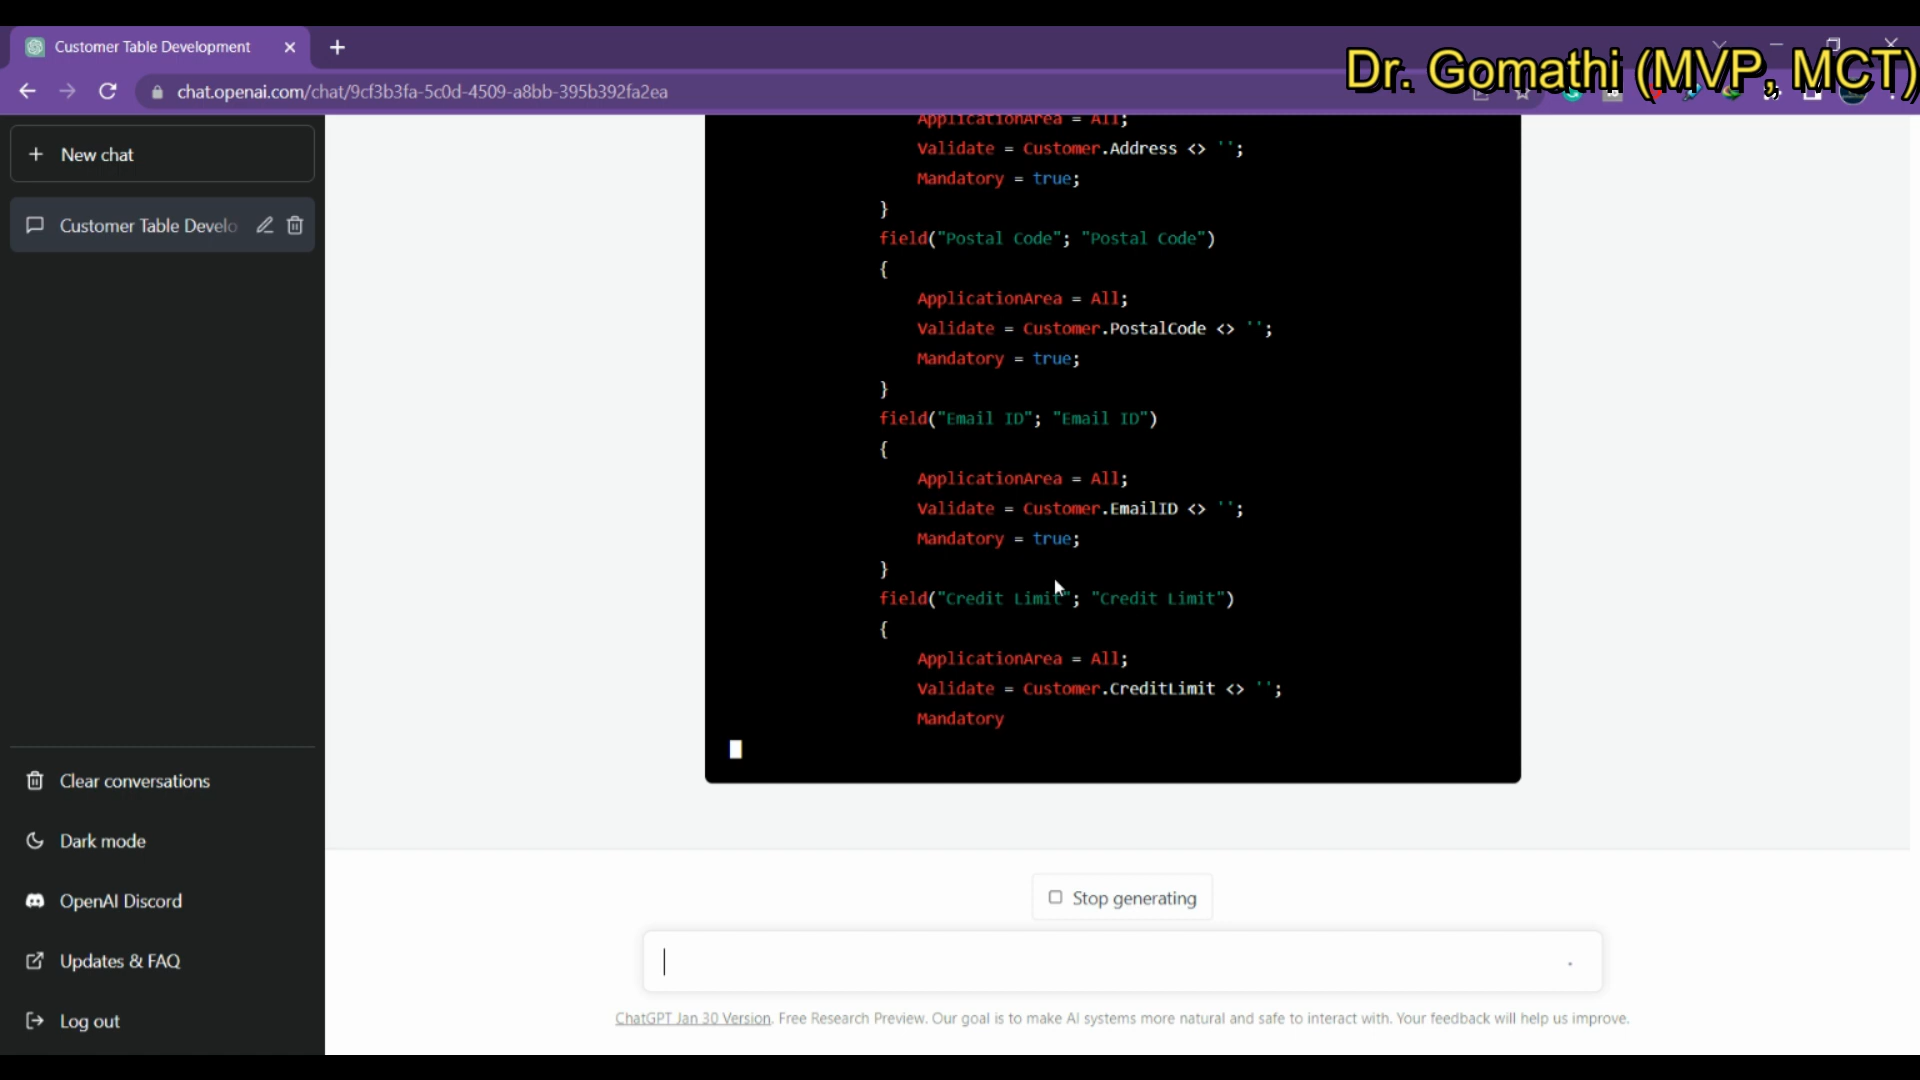 Customer Table Development
Dr. Gomathi (MVP, MCT)
chat.openai.com/chat/9cf3b3fa-5c0d-4509-a8bb-395b392fa2ea
New chat
Customer Table Develo
Clear conversations
Dark mode
OpenAI Discord
Updates & FAQ
Log out
ApplicationArea = All;
Validate = Customer.Address <> '';
Mandatory = true;
}
field("Postal Code"; "Postal Code")
{
ApplicationArea = All;
Validate = Customer.PostalCode <> '';
Mandatory = true;
}
field("Email ID"; "Email ID")
{
ApplicationArea = All;
Validate = Customer.EmailID <> '';
Mandatory = true;
}
field("Credit Limit"; "Credit Limit")
{
ApplicationArea = All;
Validate = Customer.CreditLimit <> '';
Mandatory
Stop generating
ChatGPT Jan 30 Version. Free Research Preview. Our goal is to make AI systems more natural and safe to interact with. Your feedback will help us improve.